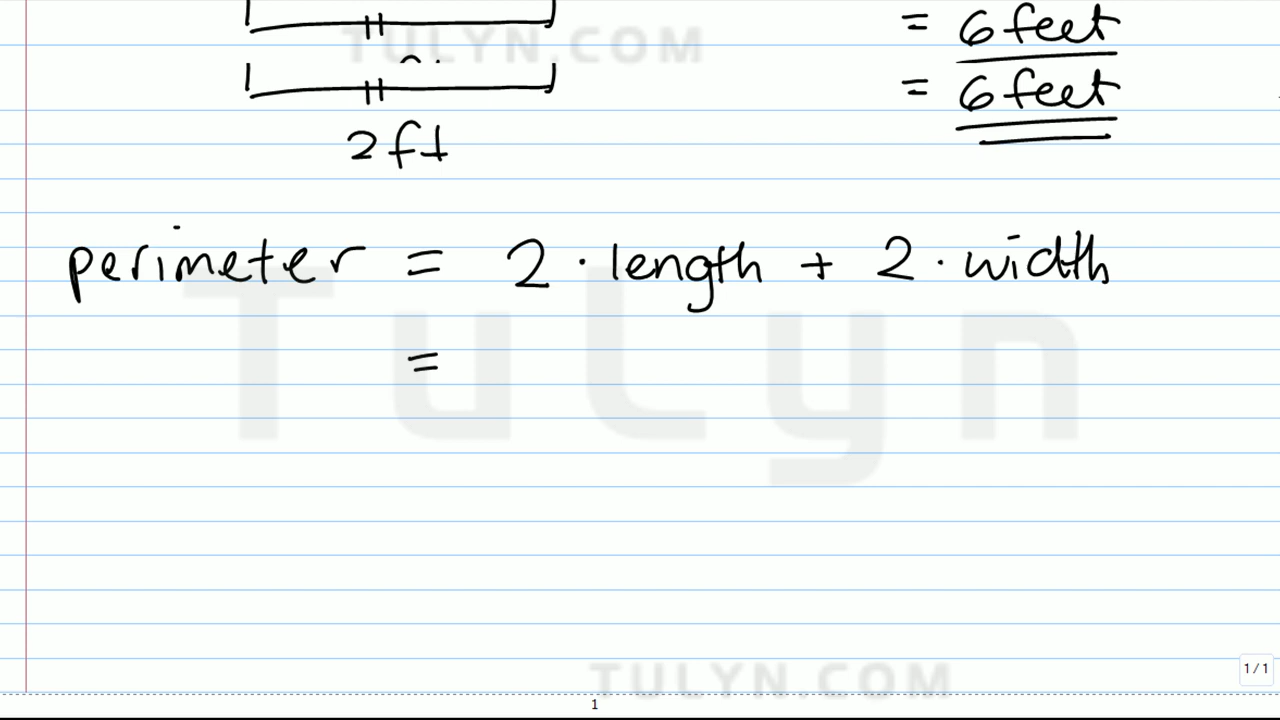 = 6 feet
TULYN.COM
= 6 feet
2 ft
perimeter = 2 · length + 2 · width
=
TuLyn
TULYN.COM
1 / 1
1